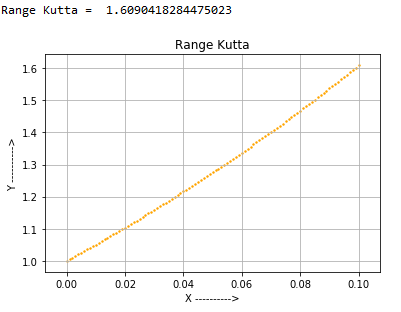 Range Kutta =  1.6090418284475023
Range Kutta
1.6
1.5
1.4
1.3
1.2
1.1
1.0
Y ---------->
0.00 0.02 0.04 0.06 0.08 0.10
X ---------->